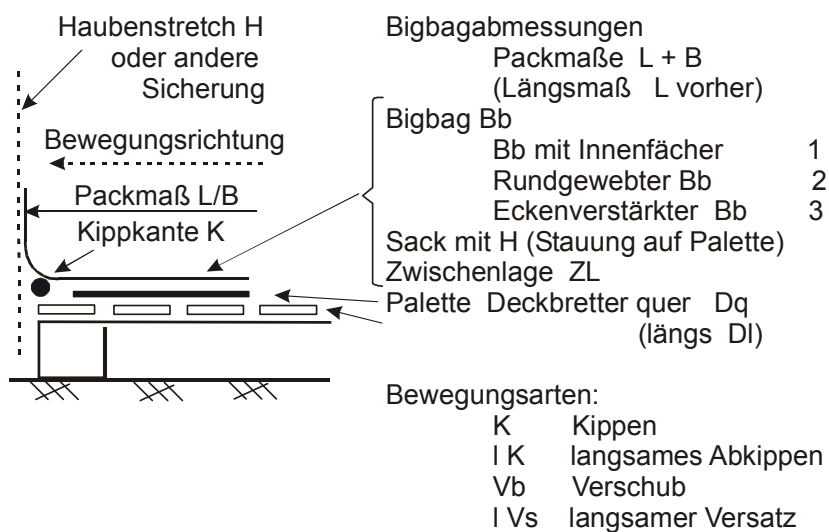 Haubenstretch H
oder andere
Sicherung
Bewegungsrichtung
Packmaß L/B
Kippkante K
Bigbagabmessungen
Packmaße L + B
(Längsmaß L vorher)
Bigbag Bb
Bb mit Innenfächer 1
Rundgewebter Bb 2
Eckenverstärkter Bb 3
Sack mit H (Stauung auf Palette)
Zwischenlage ZL
Palette Deckbretter quer Dq
(längs Dl)
Bewegungsarten:
K Kippen
l K langsames Abkippen
Vb Verschub
l Vs langsamer Versatz